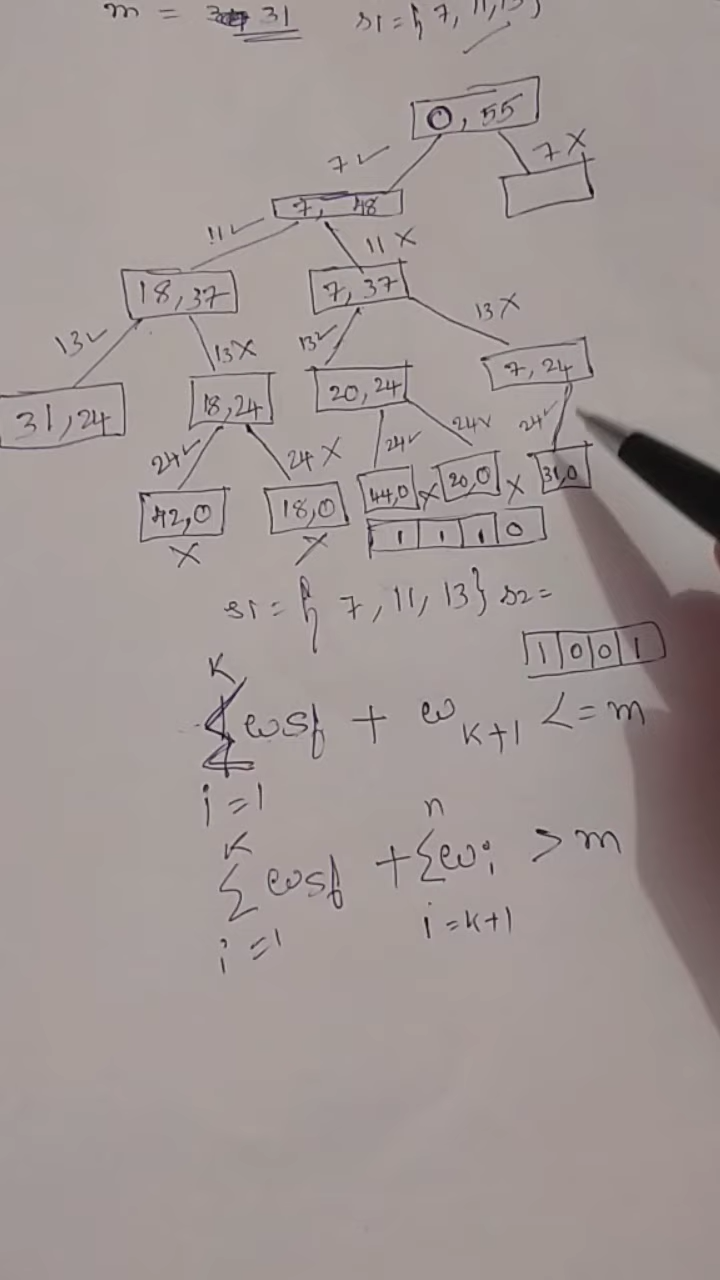 m = 31 s1 = { 7, 11, 13 }
0, 55
7 ✓ 7 X
7, 48
11 ✓ 11 X
18, 37 7, 37
13 ✓ 13 X 13 ✓ 13 X
31, 24 18, 24 20, 24 7, 24
24 ✓ 24 X 24 ✓ 24 X 24 ✓
42, 0 18, 0 44, 0 X 20, 0 X 31, 0
X X
1 1 1 0
s1 = { 7, 11, 13 } s2 =
1 0 0 1
K
Σ wsf + w K+1 <= m
i = 1
K n
Σ wsf + Σ wi > m
i = 1 i = K+1